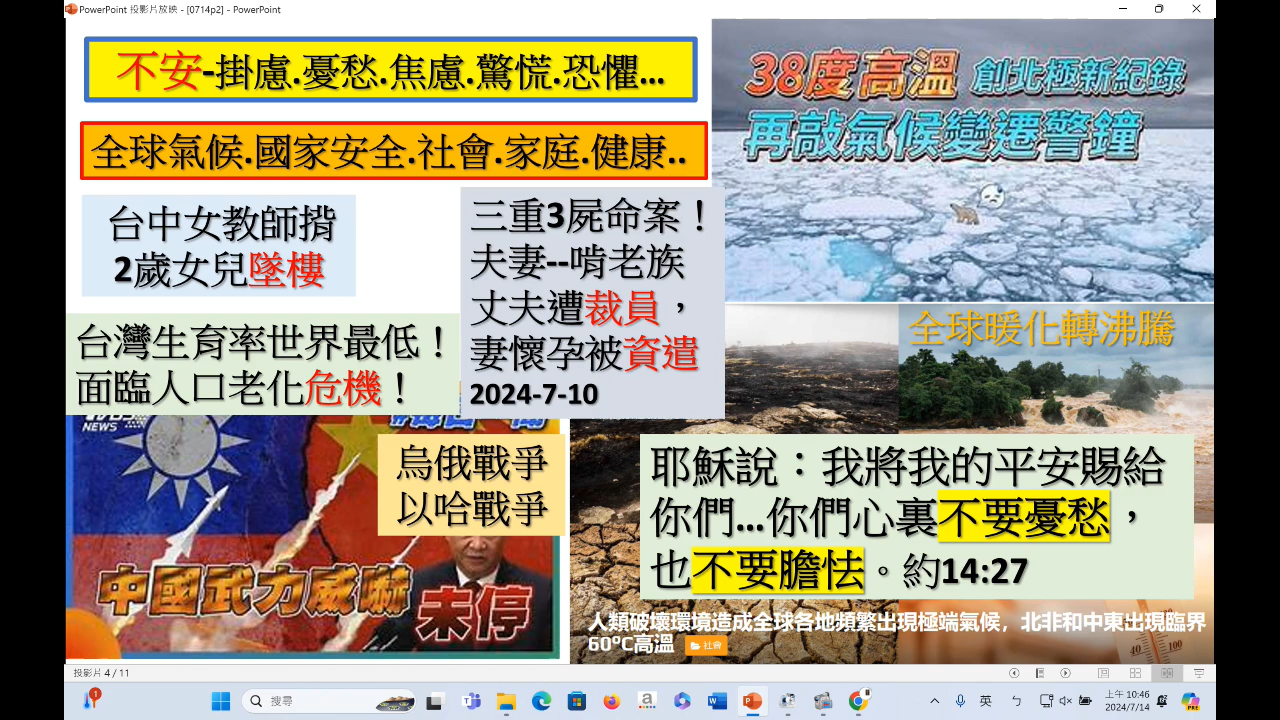 PowerPoint 投影片放映 - [0714p2] - PowerPoint
不安-掛慮.憂愁.焦慮.驚慌.恐懼...
全球氣候.國家安全.社會.家庭.健康..
38度高溫 創北極新紀錄
再敲氣候變遷警鐘
台中女教師揹
2歲女兒墜樓
三重3屍命案！
夫妻--啃老族
丈夫遭裁員，
妻懷孕被資遣
2024-7-10
台灣生育率世界最低！
面臨人口老化危機！
全球暖化轉沸騰
NEWS
烏俄戰爭
以哈戰爭
中國武力威嚇 未停
耶穌說：我將我的平安賜給
你們...你們心裏不要憂愁，
也不要膽怯。約14:27
人類破壞環境造成全球各地頻繁出現極端氣候，北非和中東出現臨界
60°C高溫 社會
40 100
投影片 4 / 11
1
搜尋
英
上午 10:46
2024/7/14
PRE